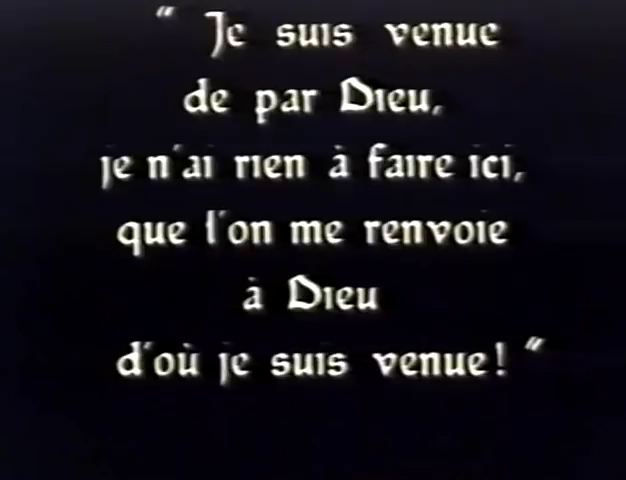 " Je suis venue
de par Dieu,
je n'ai rien à faire ici,
que l'on me renvoie
à Dieu
d'où je suis venue! "